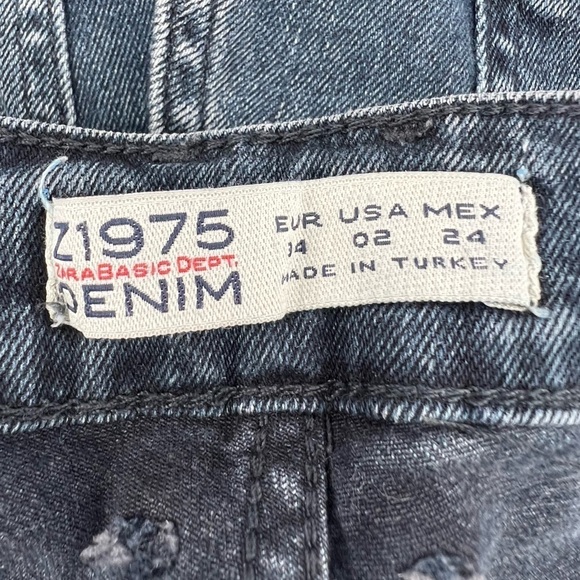 Z1975
ZARABASIC DEPT.
DENIM
EUR USA MEX
34 02 24
MADE IN TURKEY